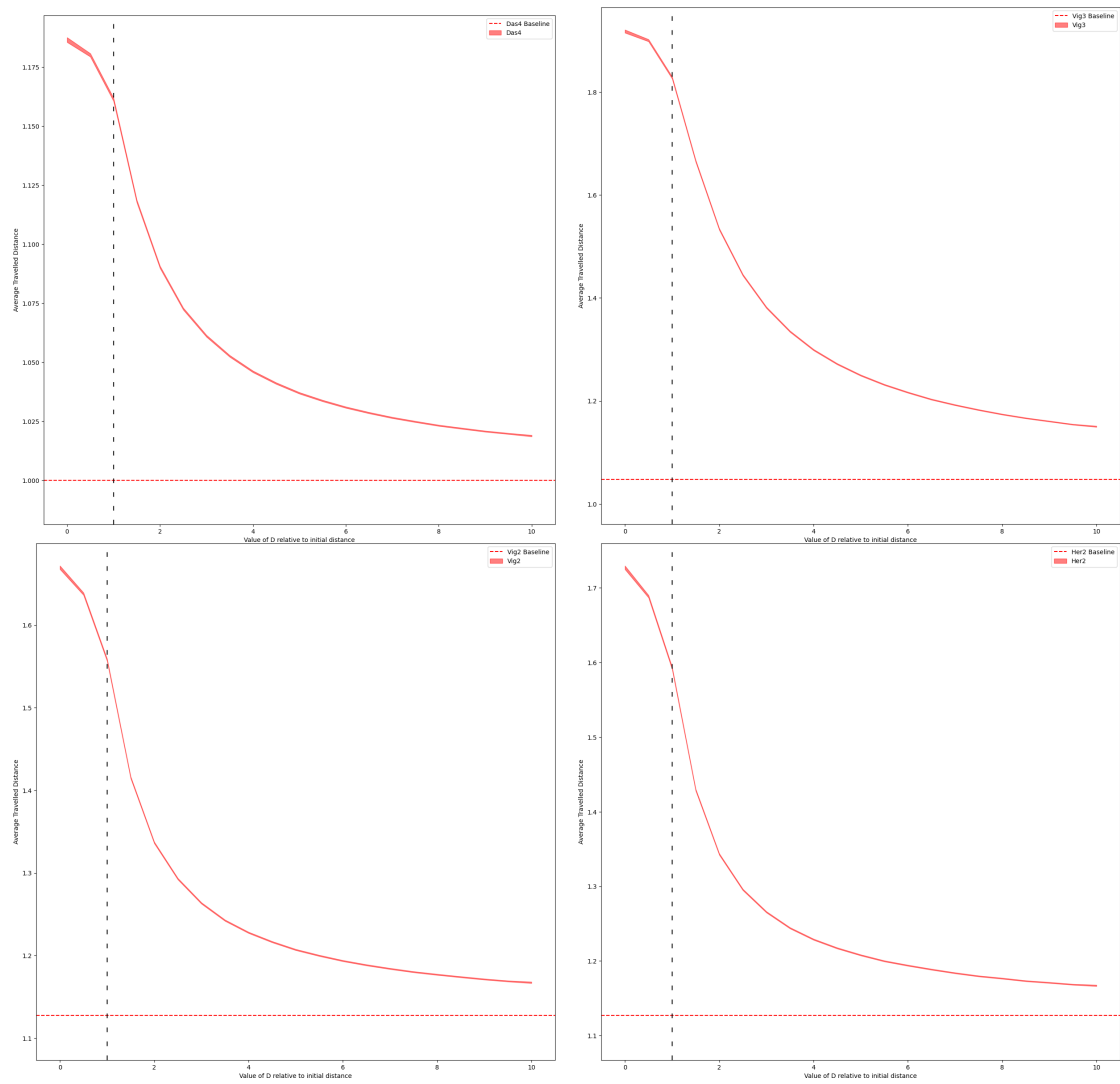 Das4 Baseline
Das4
1.175
1.150
1.125
1.100
1.075
1.050
1.025
1.000
Average Travelled Distance
0 2 4 6 8 10
Value of D relative to initial distance
Vig3 Baseline
Vig3
1.8
1.6
1.4
1.2
1.0
Average Travelled Distance
0 2 4 6 8 10
Value of D relative to initial distance
Vig2 Baseline
Vig2
1.6
1.5
1.4
1.3
1.2
1.1
Average Travelled Distance
0 2 4 6 8 10
Value of D relative to initial distance
Her2 Baseline
Her2
1.7
1.6
1.5
1.4
1.3
1.2
1.1
Average Travelled Distance
0 2 4 6 8 10
Value of D relative to initial distance